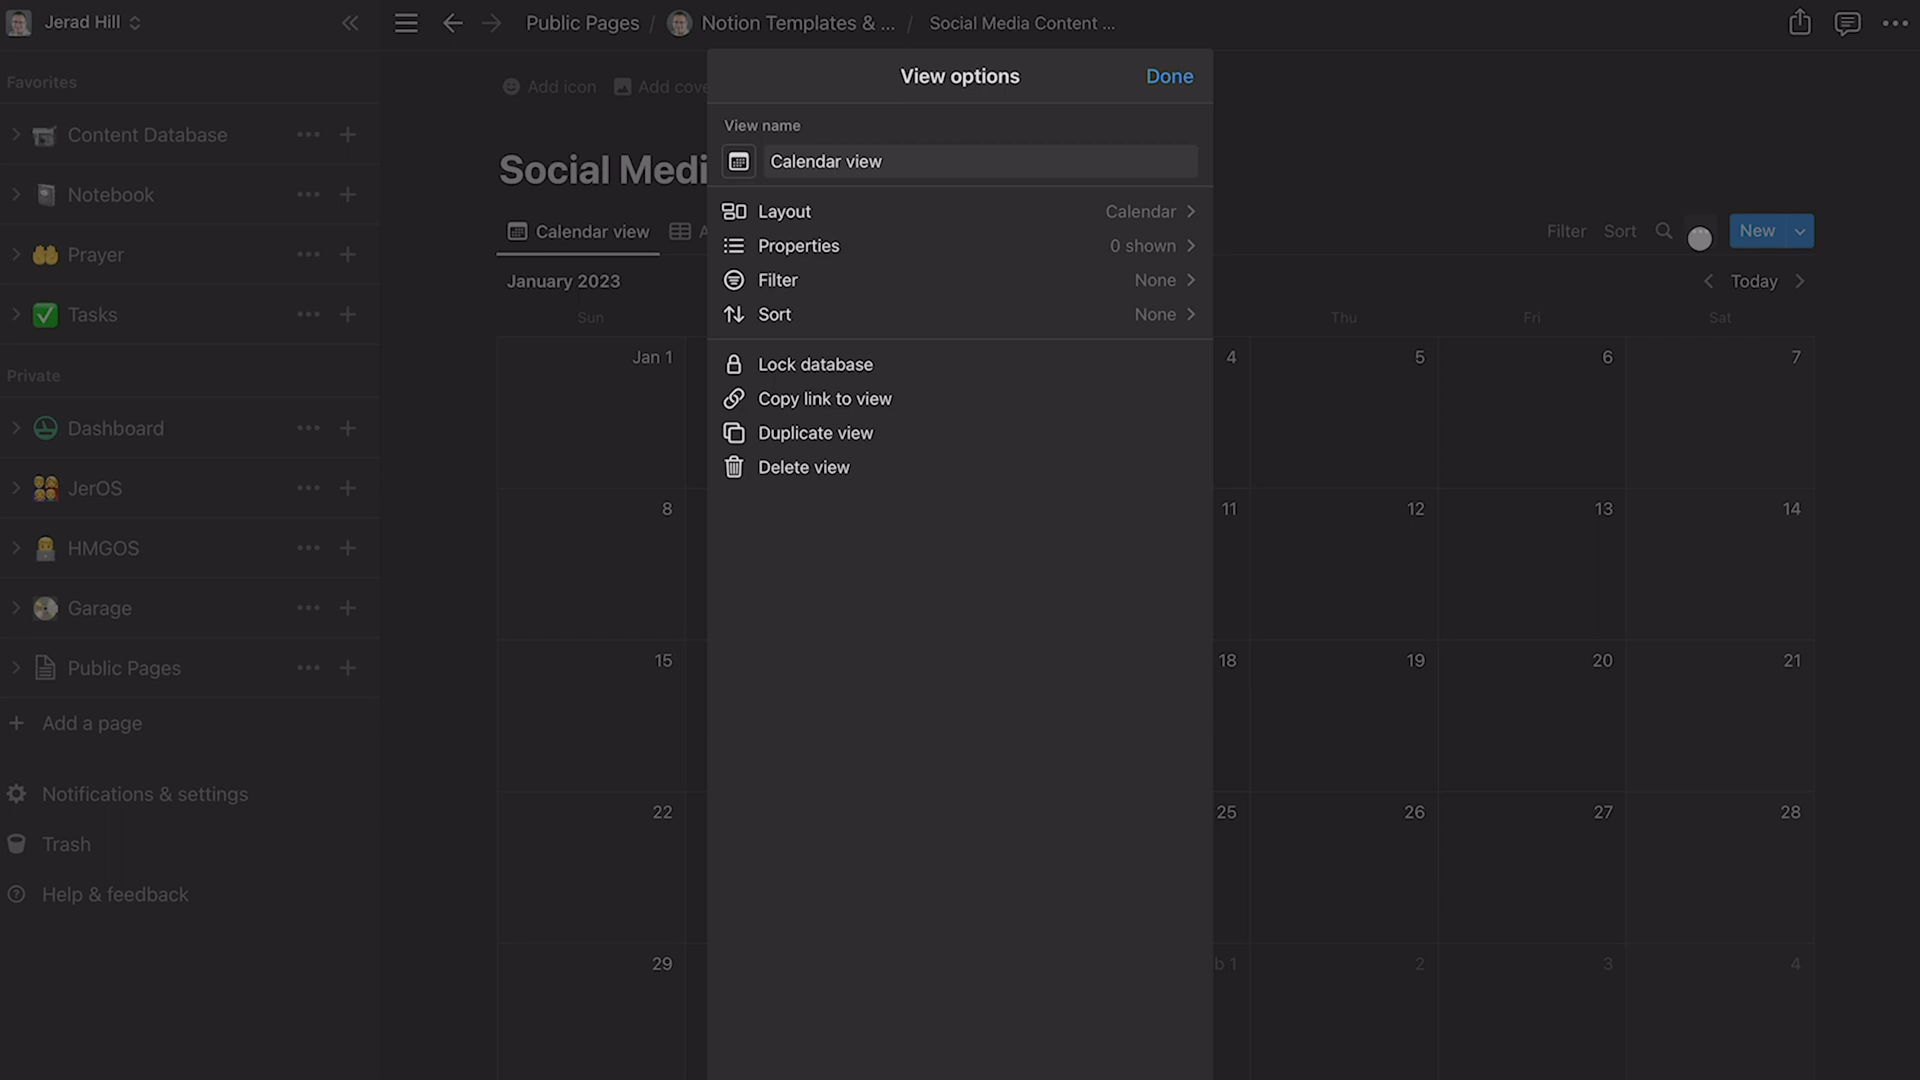 Jerad Hill
Public Pages / Notion Templates & ... / Social Media Content ...
Favorites
Content Database
Notebook
Prayer
Tasks
Private
Dashboard
JerOS
HMGOS
Garage
Public Pages
Add a page
Notifications & settings
Trash
Help & feedback
Add icon
Add cove
Social Medi
Calendar view
A
Filter
Sort
New
January 2023
Today
Sun
Thu
Fri
Sat
Jan 1
4
5
6
7
8
11
12
13
14
15
18
19
20
21
22
25
26
27
28
29
b 1
2
3
4
View options
Done
View name
Calendar view
Layout
Calendar
Properties
0 shown
Filter
None
Sort
None
Lock database
Copy link to view
Duplicate view
Delete view